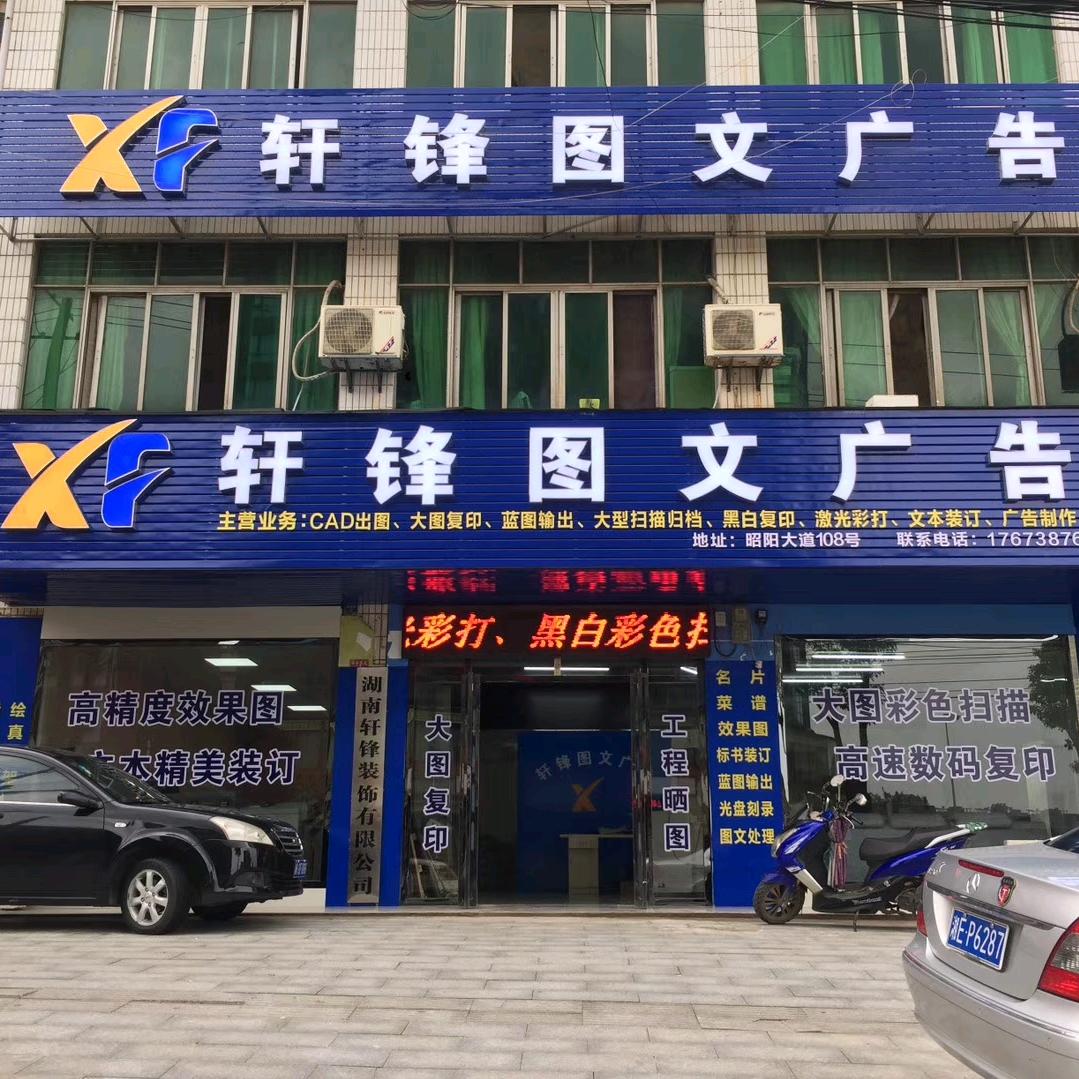 XF 轩锋图文广告
XF 轩锋图文广告
主营业务:CAD出图、大图复印、蓝图输出、大型扫描归档、黑白复印、激光彩打、文本装订、广告制作
地址:昭阳大道108号 联系电话:17673876
彩打、黑白彩色扫
绘
真
高精度效果图
文本精美装订
湖南轩锋装饰有限公司
大图复印
轩锋图文广
工程晒图
名片
菜谱
效果图
标书装订
蓝图输出
光盘刻录
图文处理
大图彩色扫描
高速数码复印
湘E·P6287